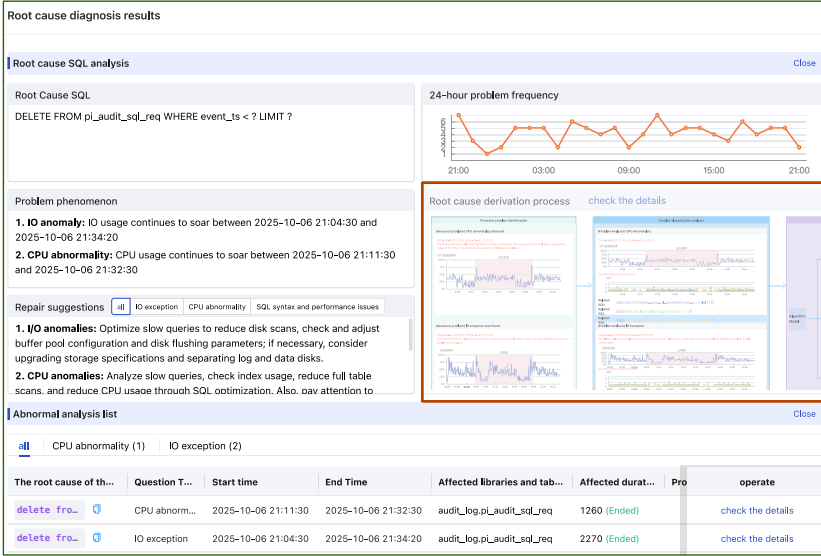 Root cause diagnosis results
Root cause SQL analysis
Close
Root Cause SQL
DELETE FROM pi_audit_sql_req WHERE event_ts < ? LIMIT ?
24-hour problem frequency
21:00 03:00 09:00 15:00 21:00
Problem phenomenon
1. IO anomaly: IO usage continues to soar between 2025-10-06 21:04:30 and
2025-10-06 21:34:20
2. CPU abnormality: CPU usage continues to soar between 2025-10-06 21:11:30
and 2025-10-06 21:32:30
Root cause derivation process check the details
Proactive problem identification
Problem identification analysis
Repair suggestions all IO exception CPU abnormality SQL syntax and performance issues
1. I/O anomalies: Optimize slow queries to reduce disk scans, check and adjust
buffer pool configuration and disk flushing parameters; if necessary, consider
upgrading storage specifications and separating log and data disks.
2. CPU anomalies: Analyze slow queries, check index usage, reduce full table
scans, and reduce CPU usage through SQL optimization. Also, pay attention to
Abnormal analysis list
Close
all CPU abnormality (1) IO exception (2)
The root cause of th... Question T... Start time End Time Affected libraries and tab... Affected durat... Pro operate
delete fro… CPU abnorm... 2025-10-06 21:11:30 2025-10-06 21:32:30 audit_log.pi_audit_sql_req 1260 (Ended) check the details
delete fro… IO exception 2025-10-06 21:04:30 2025-10-06 21:34:20 audit_log.pi_audit_sql_req 2270 (Ended) check the details